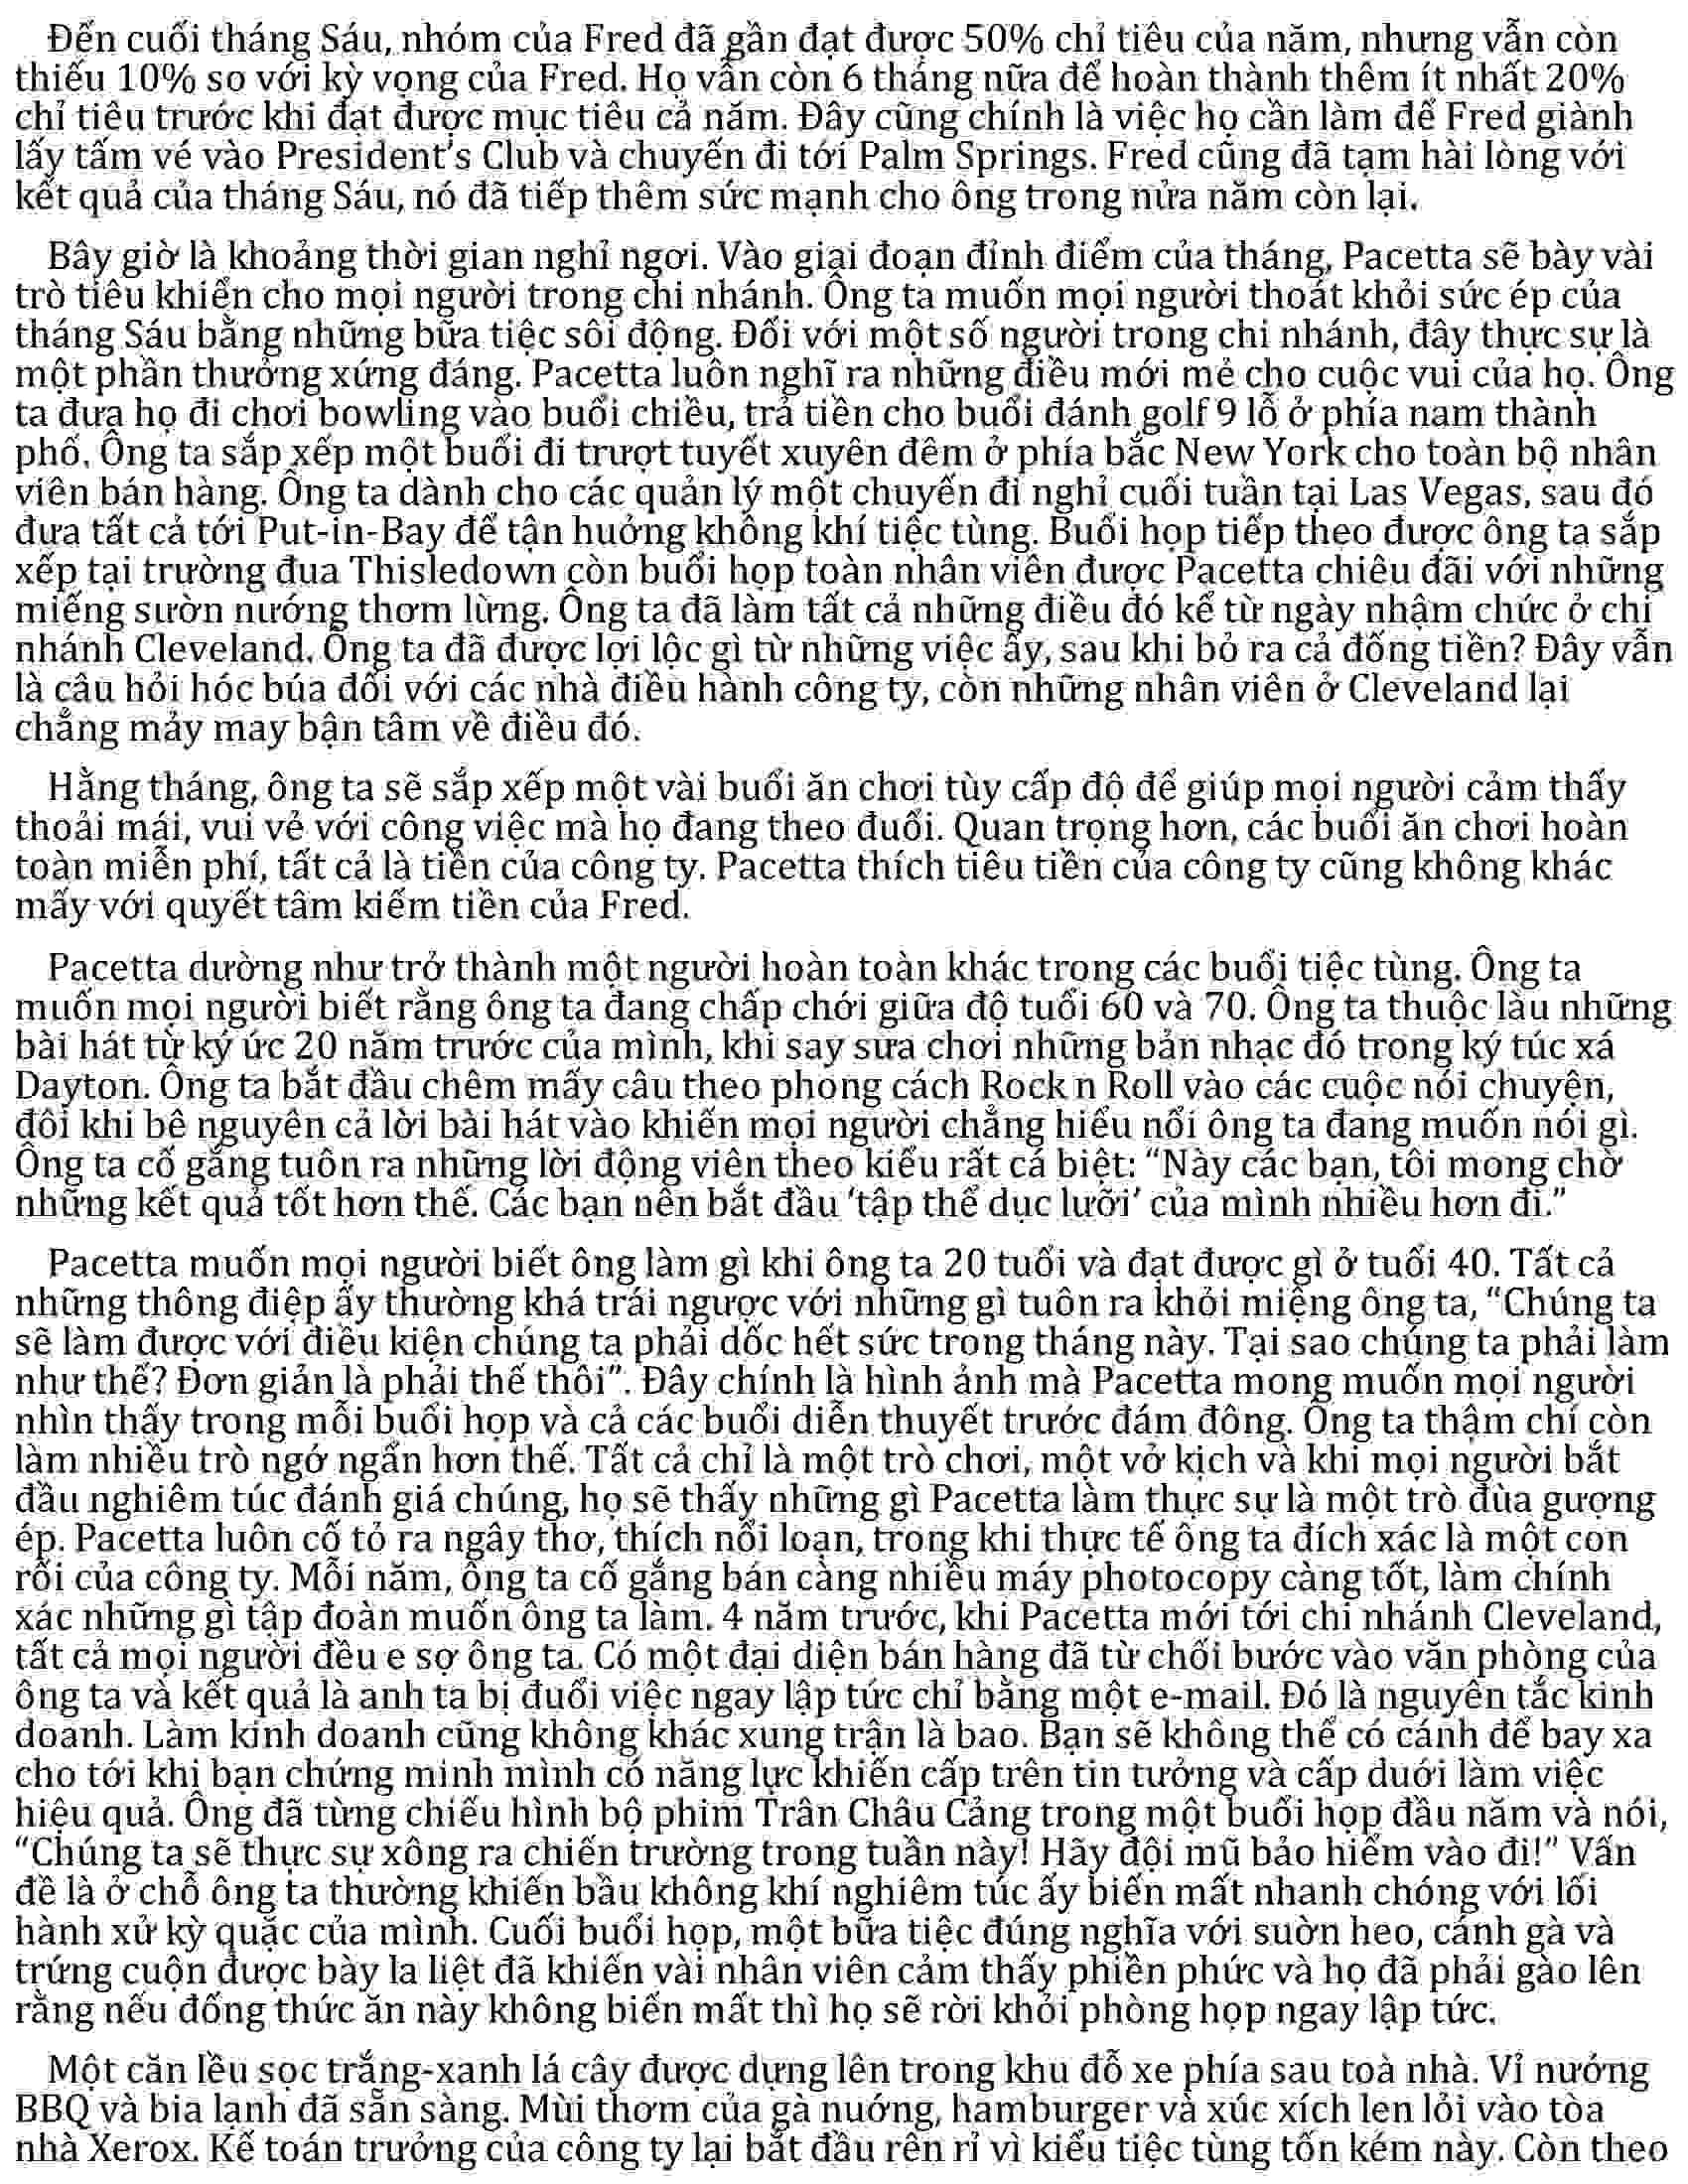 Đến cuối tháng Sáu, nhóm của Fred đã gần đạt được 50% chỉ tiêu của năm, nhưng vẫn còn
thiếu 10% so với kỳ vọng của Fred. Họ vẫn còn 6 tháng nữa để hoàn thành thêm ít nhất 20%
chỉ tiêu trước khi đạt được mục tiêu cả năm. Đây cũng chính là việc họ cần làm để Fred giành
lấy tấm vé vào President's Club và chuyến đi tới Palm Springs. Fred cũng đã tạm hài lòng với
kết quả của tháng Sáu, nó đã tiếp thêm sức mạnh cho ông trong nửa năm còn lại.
Bây giờ là khoảng thời gian nghỉ ngơi. Vào giai đoạn đỉnh điểm của tháng, Pacetta sẽ bày vài
trò tiêu khiển cho mọi người trong chi nhánh. Ông ta muốn mọi người thoát khỏi sức ép của
tháng Sáu bằng những bữa tiệc sôi động. Đối với một số người trong chi nhánh, đây thực sự là
một phần thưởng xứng đáng. Pacetta luôn nghĩ ra những điều mới mẻ cho cuộc vui của họ. Ông
ta đưa họ đi chơi bowling vào buổi chiều, trả tiền cho buổi đánh golf 9 lỗ ở phía nam thành
phố. Ông ta sắp xếp một buổi đi trượt tuyết xuyên đêm ở phía bắc New York cho toàn bộ nhân
viên bán hàng. Ông ta dành cho các quản lý một chuyến đi nghỉ cuối tuần tại Las Vegas, sau đó
đưa tất cả tới Put-in-Bay để tận hưởng không khí tiệc tùng. Buổi họp tiếp theo được ông ta sắp
xếp tại trường đua Thisledown còn buổi họp toàn nhân viên được Pacetta chiêu đãi với những
miếng sườn nướng thơm lừng. Ông ta đã làm tất cả những điều đó kể từ ngày nhậm chức ở chi
nhánh Cleveland. Ông ta đã được lợi lộc gì từ những việc ấy, sau khi bỏ ra cả đống tiền? Đây vẫn
là câu hỏi hóc búa đối với các nhà điều hành công ty, còn những nhân viên ở Cleveland lại
chẳng mảy may bận tâm về điều đó.
Hằng tháng, ông ta sẽ sắp xếp một vài buổi ăn chơi tùy cấp độ để giúp mọi người cảm thấy
thoải mái, vui vẻ với công việc mà họ đang theo đuổi. Quan trọng hơn, các buổi ăn chơi hoàn
toàn miễn phí, tất cả là tiền của công ty. Pacetta thích tiêu tiền của công ty cũng không khác
mấy với quyết tâm kiếm tiền của Fred.
Pacetta dường như trở thành một người hoàn toàn khác trong các buổi tiệc tùng. Ông ta
muốn mọi người biết rằng ông ta đang chấp chới giữa độ tuổi 60 và 70. Ông ta thuộc làu những
bài hát từ ký ức 20 năm trước của mình, khi say sưa chơi những bản nhạc đó trong ký túc xá
Dayton. Ông ta bắt đầu chêm mấy câu theo phong cách Rock n Roll vào các cuộc nói chuyện,
đôi khi bê nguyên cả lời bài hát vào khiến mọi người chẳng hiểu nổi ông ta đang muốn nói gì.
Ông ta cố gắng tuôn ra những lời động viên theo kiểu rất cá biệt: “Này các bạn, tôi mong chờ
những kết quả tốt hơn thế. Các bạn nên bắt đầu ‘tập thể dục lưỡi’ của mình nhiều hơn đi.”
Pacetta muốn mọi người biết ông làm gì khi ông ta 20 tuổi và đạt được gì ở tuổi 40. Tất cả
những thông điệp ấy thường khá trái ngược với những gì tuôn ra khỏi miệng ông ta, “Chúng ta
sẽ làm được với điều kiện chúng ta phải dốc hết sức trong tháng này. Tại sao chúng ta phải làm
như thế? Đơn giản là phải thế thôi”. Đây chính là hình ảnh mà Pacetta mong muốn mọi người
nhìn thấy trong mỗi buổi họp và cả các buổi diễn thuyết trước đám đông. Ông ta thậm chí còn
làm nhiều trò ngớ ngẩn hơn thế. Tất cả chỉ là một trò chơi, một vở kịch và khi mọi người bắt
đầu nghiêm túc đánh giá chúng, họ sẽ thấy những gì Pacetta làm thực sự là một trò đùa gượng
ép. Pacetta luôn cố tỏ ra ngây thơ, thích nổi loạn, trong khi thực tế ông ta đích xác là một con
rối của công ty. Mỗi năm, ông ta cố gắng bán càng nhiều máy photocopy càng tốt, làm chính
xác những gì tập đoàn muốn ông ta làm. 4 năm trước, khi Pacetta mới tới chi nhánh Cleveland,
tất cả mọi người đều e sợ ông ta. Có một đại diện bán hàng đã từ chối bước vào văn phòng của
ông ta và kết quả là anh ta bị đuổi việc ngay lập tức chỉ bằng một e-mail. Đó là nguyên tắc kinh
doanh. Làm kinh doanh cũng không khác xung trận là bao. Bạn sẽ không thể có cánh để bay xa
cho tới khi bạn chứng minh mình có năng lực khiến cấp trên tin tưởng và cấp dưới làm việc
hiệu quả. Ông đã từng chiếu hình bộ phim Trân Châu Cảng trong một buổi họp đầu năm và nói,
“Chúng ta sẽ thực sự xông ra chiến trường trong tuần này! Hãy đội mũ bảo hiểm vào đi!” Vấn
đề là ở chỗ ông ta thường khiến bầu không khí nghiêm túc ấy biến mất nhanh chóng với lối
hành xử kỳ quặc của mình. Cuối buổi họp, một bữa tiệc đúng nghĩa với sườn heo, cánh gà và
trứng cuộn được bày la liệt đã khiến vài nhân viên cảm thấy phiền phức và họ đã phải gào lên
rằng nếu đống thức ăn này không biến mất thì họ sẽ rời khỏi phòng họp ngay lập tức.
Một căn lều sọc trắng-xanh lá cây được dựng lên trong khu đỗ xe phía sau toà nhà. Vỉ nướng
BBQ và bia lạnh đã sẵn sàng. Mùi thơm của gà nướng, hamburger và xúc xích len lỏi vào tòa
nhà Xerox. Kế toán trưởng của công ty lại bắt đầu rên rỉ vì kiểu tiệc tùng tốn kém này. Còn theo